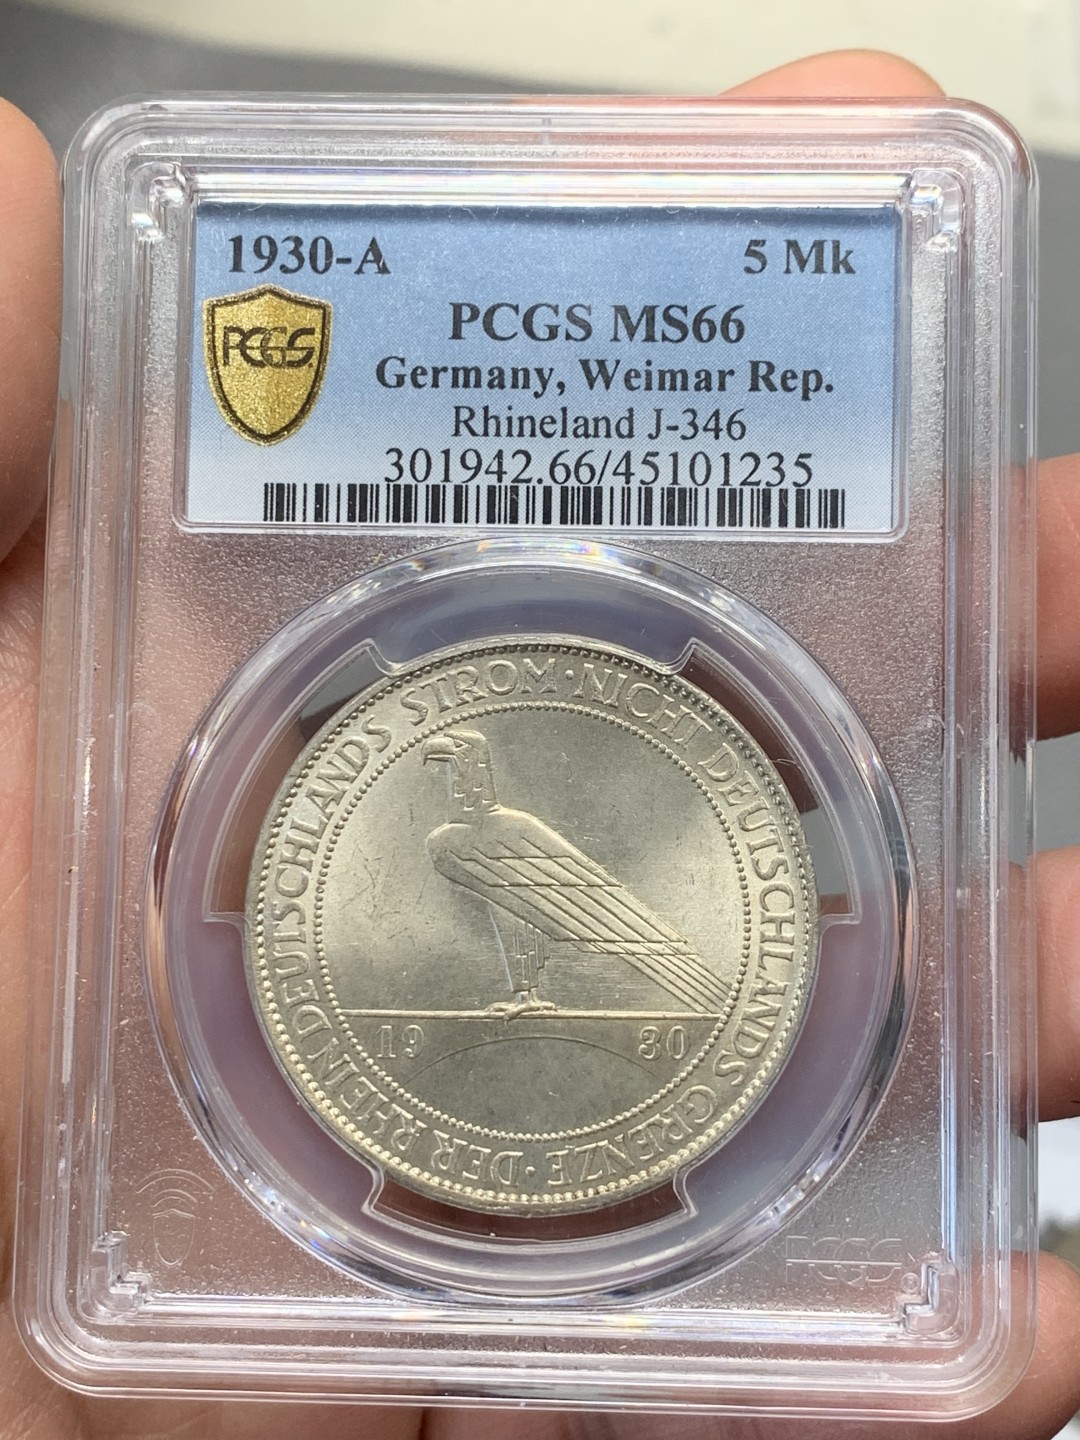 1930-A 5 Mk
PCGS
PCGS MS66
Germany, Weimar Rep.
Rhineland J-346
301942.66/45101235
DER RHEIN DEUTSCHLANDS STROM · NICHT DEUTSCHLANDS GRENZE ·
19 30
PCGS